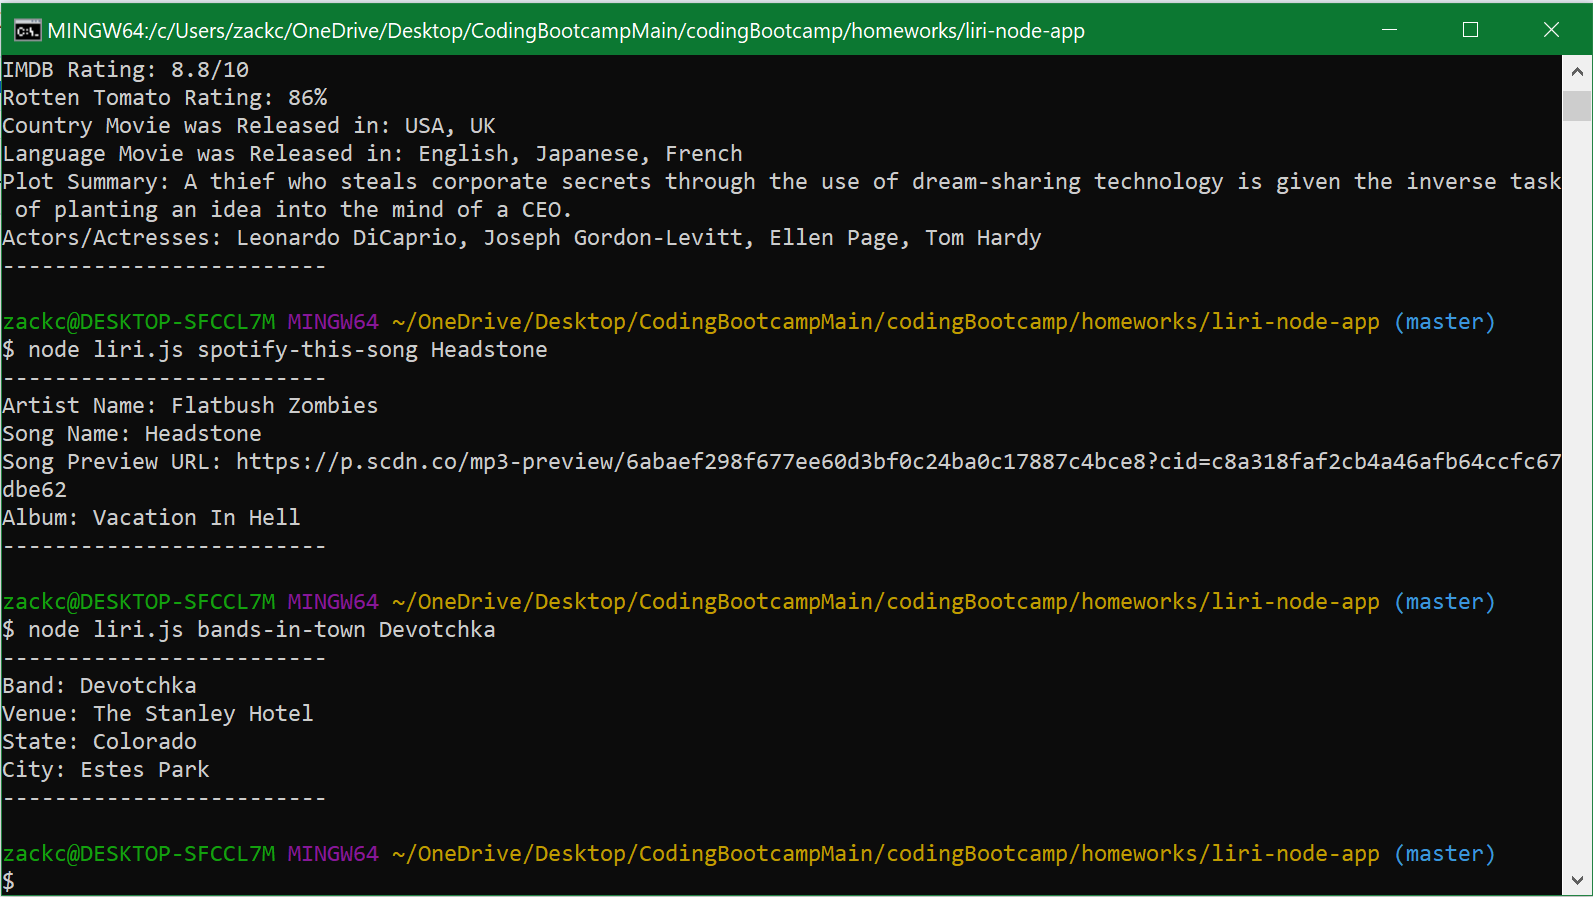 MINGW64:/c/Users/zackc/OneDrive/Desktop/CodingBootcampMain/codingBootcamp/homeworks/liri-node-app
IMDB Rating: 8.8/10
Rotten Tomato Rating: 86%
Country Movie was Released in: USA, UK
Language Movie was Released in: English, Japanese, French
Plot Summary: A thief who steals corporate secrets through the use of dream-sharing technology is given the inverse task
 of planting an idea into the mind of a CEO.
Actors/Actresses: Leonardo DiCaprio, Joseph Gordon-Levitt, Ellen Page, Tom Hardy
-------------------------
zackc@DESKTOP-SFCCL7M MINGW64 ~/OneDrive/Desktop/CodingBootcampMain/codingBootcamp/homeworks/liri-node-app (master)
$ node liri.js spotify-this-song Headstone
-------------------------
Artist Name: Flatbush Zombies
Song Name: Headstone
Song Preview URL: https://p.scdn.co/mp3-preview/6abaef298f677ee60d3bf0c24ba0c17887c4bce8?cid=c8a318faf2cb4a46afb64ccfc67
dbe62
Album: Vacation In Hell
-------------------------
zackc@DESKTOP-SFCCL7M MINGW64 ~/OneDrive/Desktop/CodingBootcampMain/codingBootcamp/homeworks/liri-node-app (master)
$ node liri.js bands-in-town Devotchka
-------------------------
Band: Devotchka
Venue: The Stanley Hotel
State: Colorado
City: Estes Park
-------------------------
zackc@DESKTOP-SFCCL7M MINGW64 ~/OneDrive/Desktop/CodingBootcampMain/codingBootcamp/homeworks/liri-node-app (master)
$